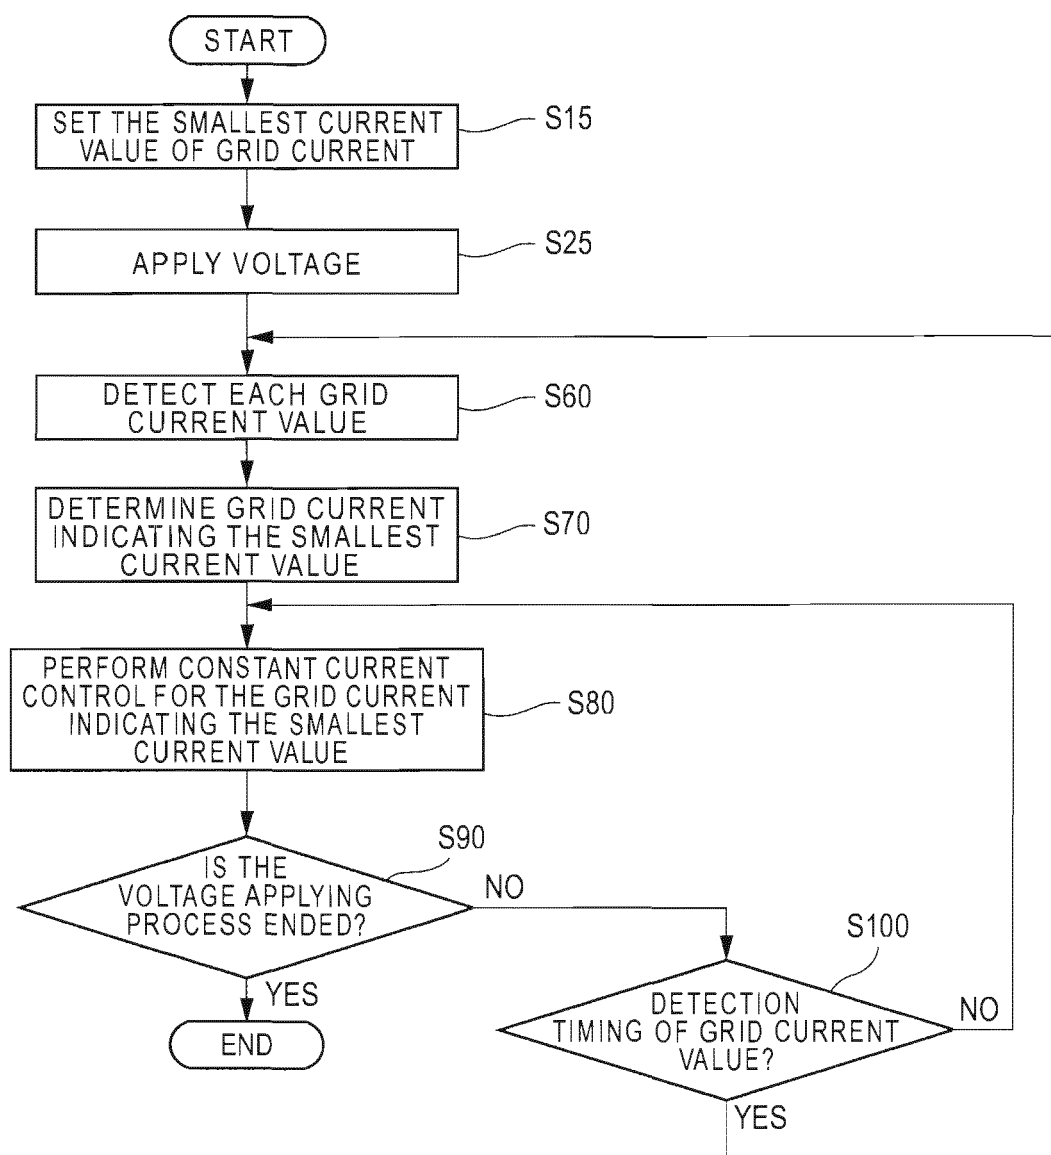 START
SET THE SMALLEST CURRENT
VALUE OF GRID CURRENT
S15
APPLY VOLTAGE
S25
DETECT EACH GRID
CURRENT VALUE
S60
DETERMINE GRID CURRENT
INDICATING THE SMALLEST
CURRENT VALUE
S70
PERFORM CONSTANT CURRENT
CONTROL FOR THE GRID CURRENT
INDICATING THE SMALLEST
CURRENT VALUE
S80
IS THE
VOLTAGE APPLYING
PROCESS ENDED?
S90
NO
YES
END
S100
DETECTION
TIMING OF GRID CURRENT
VALUE?
NO
YES